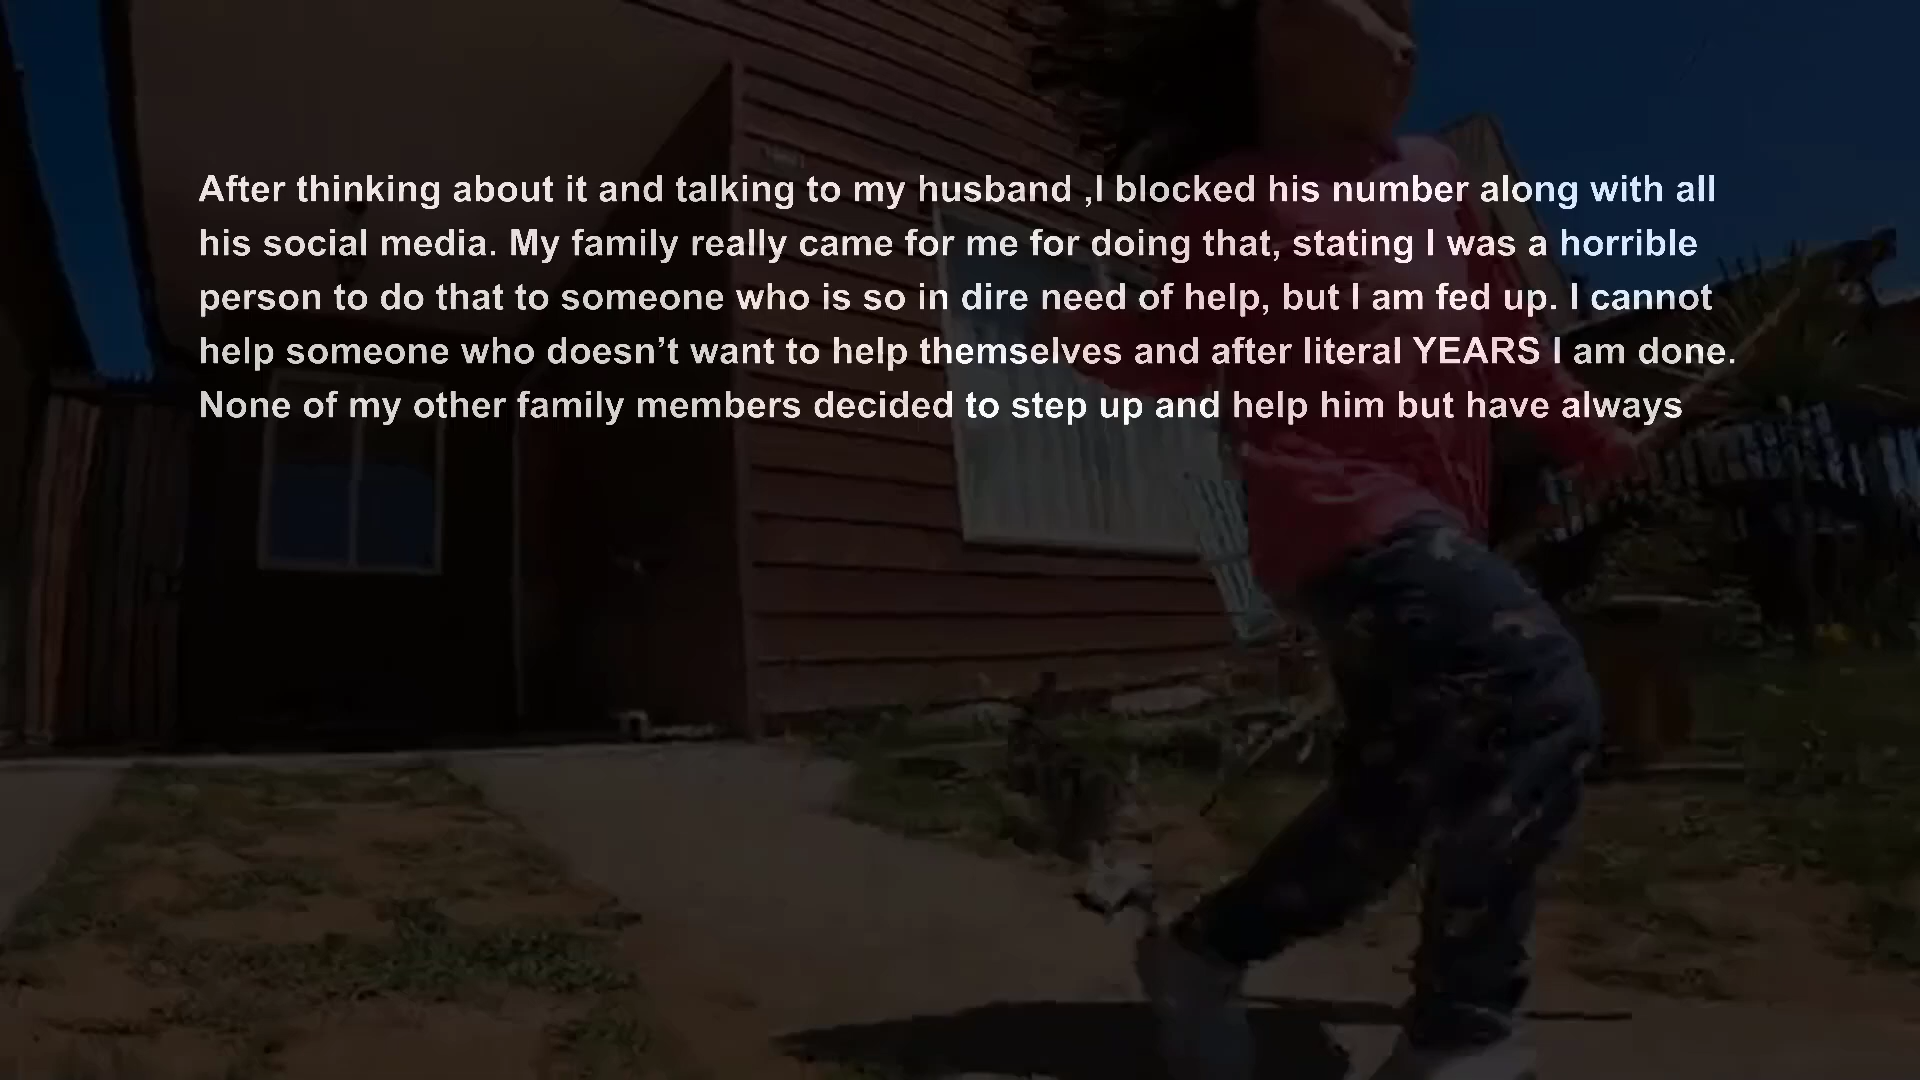 After thinking about it and talking to my husband ,I blocked his number along with all
his social media. My family really came for me for doing that, stating I was a horrible
person to do that to someone who is so in dire need of help, but I am fed up. I cannot
help someone who doesn’t want to help themselves and after literal YEARS I am done.
None of my other family members decided to step up and help him but have always